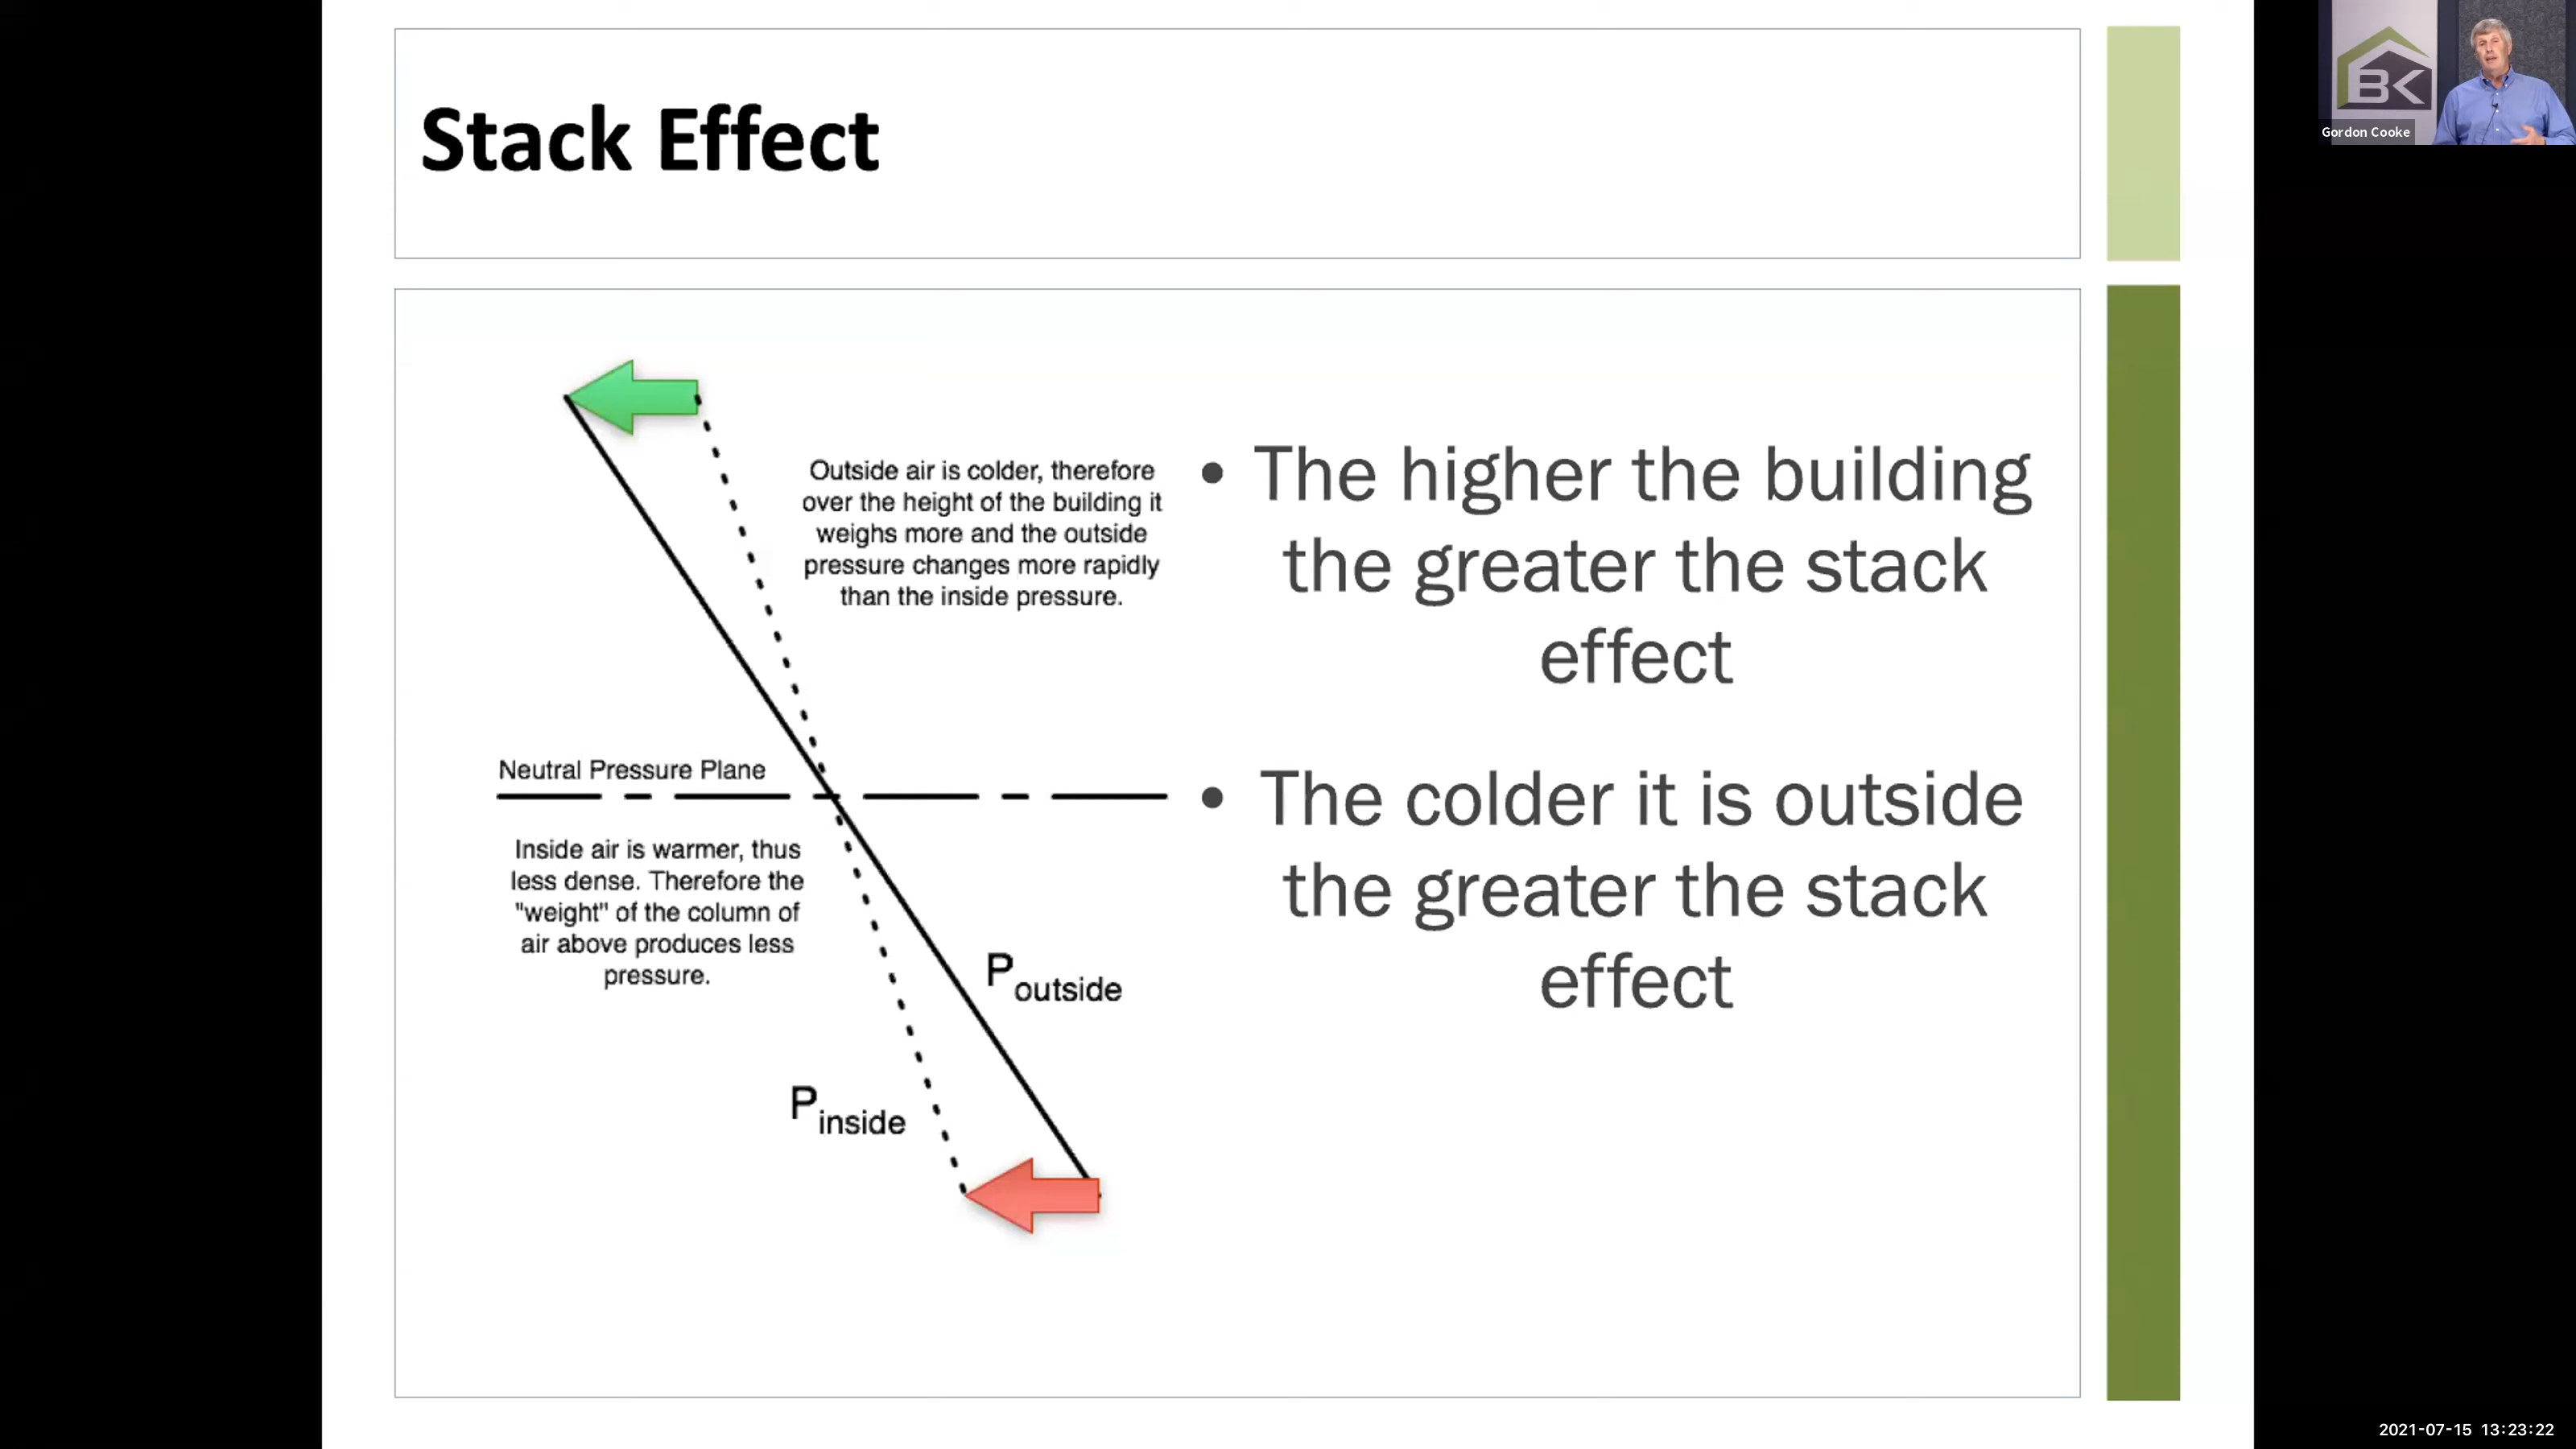 Stack Effect
BK
Gordon Cooke
Outside air is colder, therefore
over the height of the building it
weighs more and the outside
pressure changes more rapidly
than the inside pressure.
Neutral Pressure Plane
Inside air is warmer, thus
less dense. Therefore the
"weight" of the column of
air above produces less
pressure.
P outside
P inside
• The higher the building
the greater the stack
effect
• The colder it is outside
the greater the stack
effect
2021-07-15 13:23:22